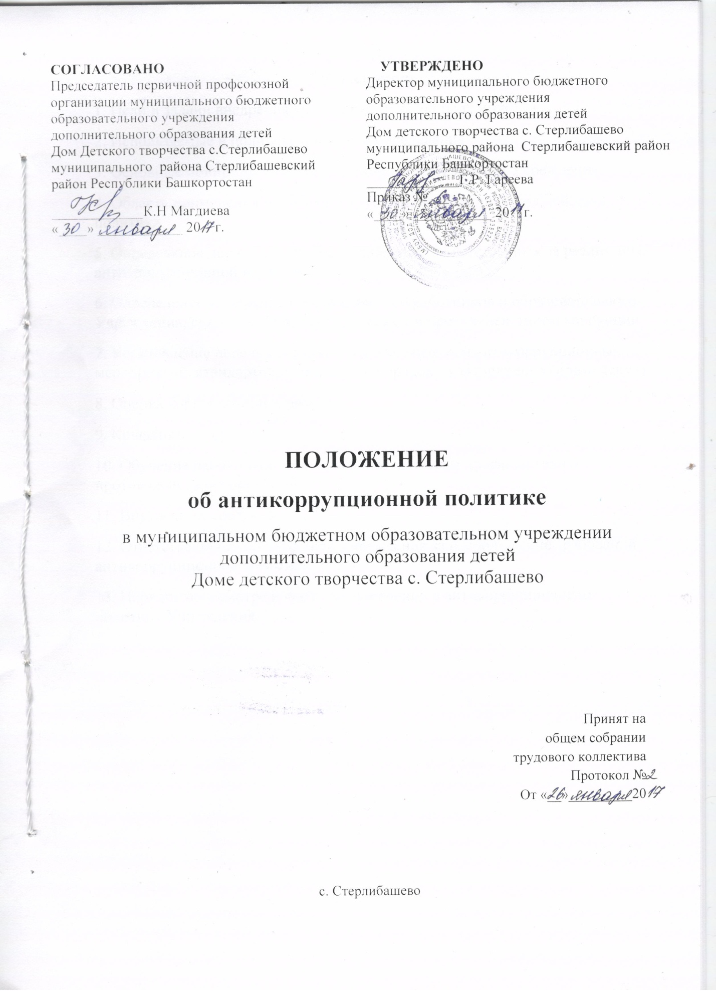 СОГЛАСОВАНО
Председатель первичной профсоюзной
организации муниципального бюджетного
образовательного учреждения
дополнительного образования детей
Дом Детского творчества с.Стерлибашево
муниципального района Стерлибашевский
район Республики Башкортостан
К.Н Магдиева
«30» января 2017г.
УТВЕРЖДЕНО
Директор муниципального бюджетного
образовательного учреждения
дополнительного образования детей
Дом детского творчества с. Стерлибашево
муниципального района Стерлибашевский район
Республики Башкортостан
Г.Р. Гареева
Приказ №
«30» января 2017г.
ПОЛОЖЕНИЕ
об антикоррупционной политике
в муниципальном бюджетном образовательном учреждении
дополнительного образования детей
Доме детского творчества с. Стерлибашево
Принят на
общем собрании
трудового коллектива
Протокол №2
От «26» января 2017
с. Стерлибашево